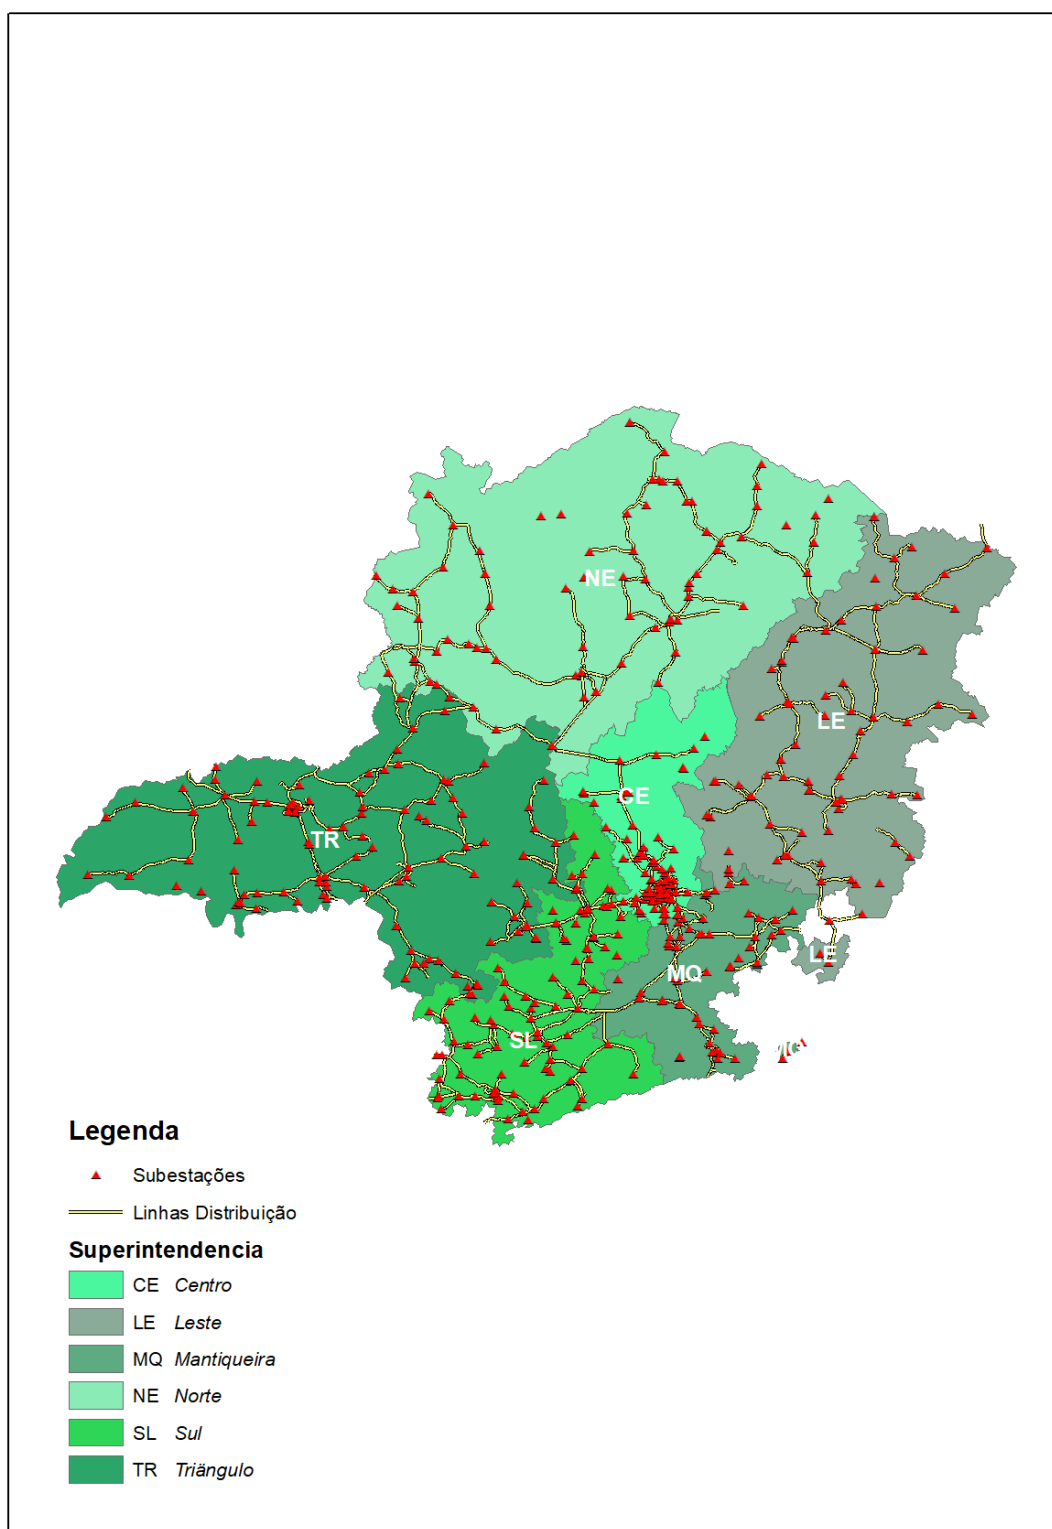 NE
LE
CE
TR
LE
MQ
SL
Legenda
Subestações
Linhas Distribuição
Superintendencia
CE Centro
LE Leste
MQ Mantiqueira
NE Norte
SL Sul
TR Triângulo